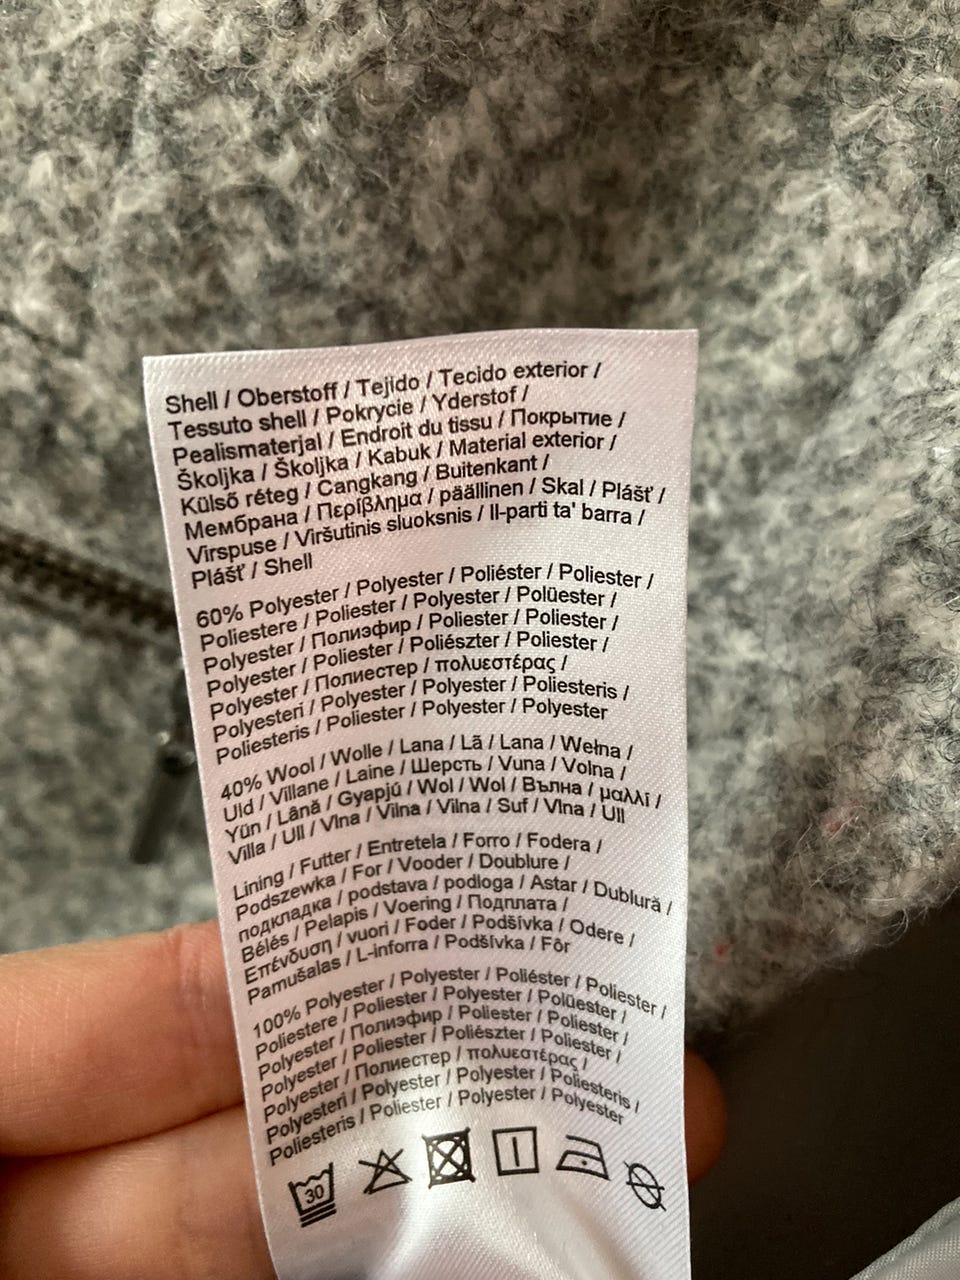 Shell / Oberstoff / Tejido / Tecido exterior /
Tessuto shell / Pokrycie / Yderstof /
Pealismaterjal / Endroit du tissu / Покрытие /
Školjka / Školjka / Kabuk / Material exterior /
Külső réteg / Cangkang / Buitenkant /
Мембрана / Περίβλημα / päällinen / Skal / Plášť /
Virspuse / Viršutinis sluoksnis / Il-parti ta' barra /
Plášť / Shell
60% Polyester / Polyester / Poliéster / Poliester /
Poliestere / Poliester / Polyester / Polüester /
Polyester / Полиэфир / Poliester / Poliester /
Polyester / Poliester / Poliészter / Poliester /
Polyester / Полиестер / πολυεστέρας /
Polyesteri / Polyester / Polyester / Poliesteris /
Poliesteris / Poliester / Polyester / Polyester
40% Wool / Wolle / Lana / Lã / Lana / Wełna /
Uld / Villane / Laine / Шерсть / Vuna / Volna /
Yün / Lână / Gyapjú / Wol / Wol / Вълна / μαλλί /
Villa / Ull / Vlna / Vilna / Vilna / Suf / Vlna / Ull
Lining / Futter / Entretela / Forro / Fodera /
Podszewka / For / Vooder / Doublure /
подкладка / podstava / podloga / Astar / Dublură /
Bélés / Pelapis / Voering / Подплата /
Επένδυση / vuori / Foder / Podšívka / Odere /
Pamušalas / L-inforra / Podšívka / Fôr
100% Polyester / Polyester / Poliéster / Poliester /
Poliestere / Poliester / Polyester / Polüester /
Polyester / Полиэфир / Poliester / Poliester /
Polyester / Poliester / Poliészter / Poliester /
Polyester / Полиестер / πολυεστέρας /
Polyesteri / Polyester / Polyester / Poliesteris /
Poliesteris / Poliester / Polyester / Polyester
30